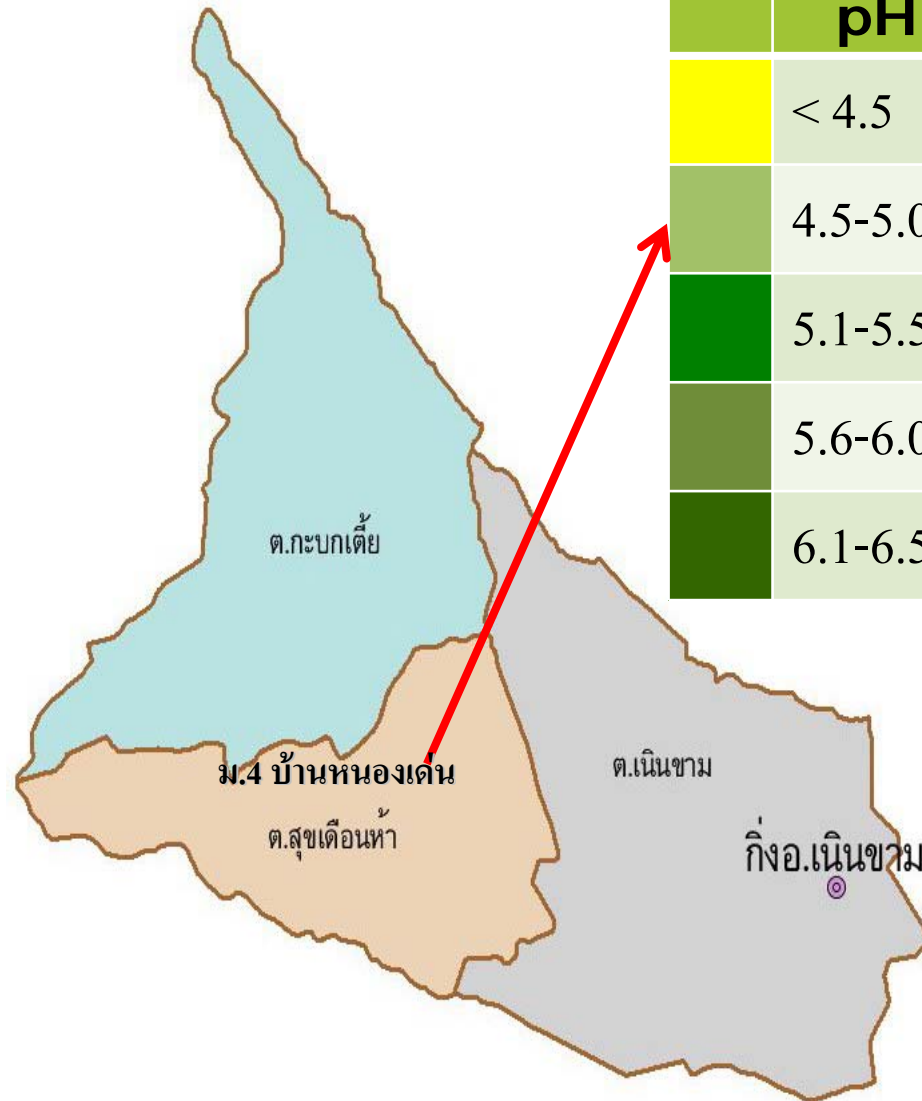 pH
< 4.5
4.5-5.0
5.1-5.5
5.6-6.0
6.1-6.5
ต.กะบกเตี้ย
ม.4 บ้านหนองเด่น
ต.สุขเดือนห้า
ต.เนินขาม
กิ่งอ.เนินขาม